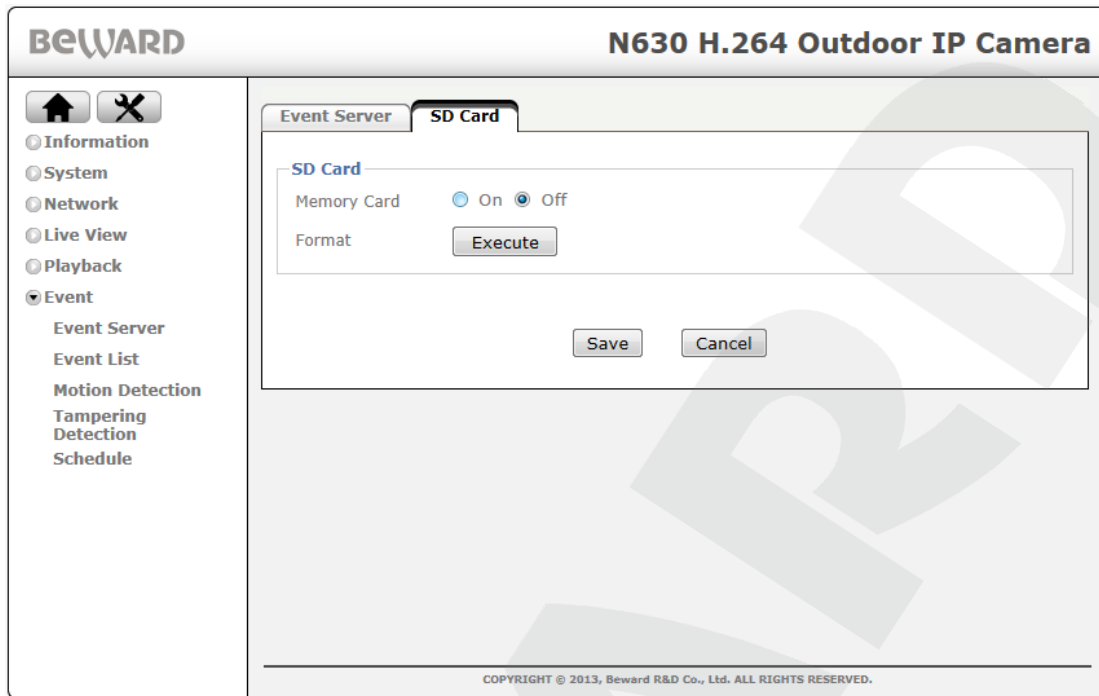 BEWARD
N630 H.264 Outdoor IP Camera
Information
System
Network
Live View
Playback
Event
Event Server
Event List
Motion Detection
Tampering
Detection
Schedule
Event Server SD Card
SD Card
Memory Card On Off
Format Execute
Save Cancel
COPYRIGHT © 2013, Beward R&D Co., Ltd. ALL RIGHTS RESERVED.